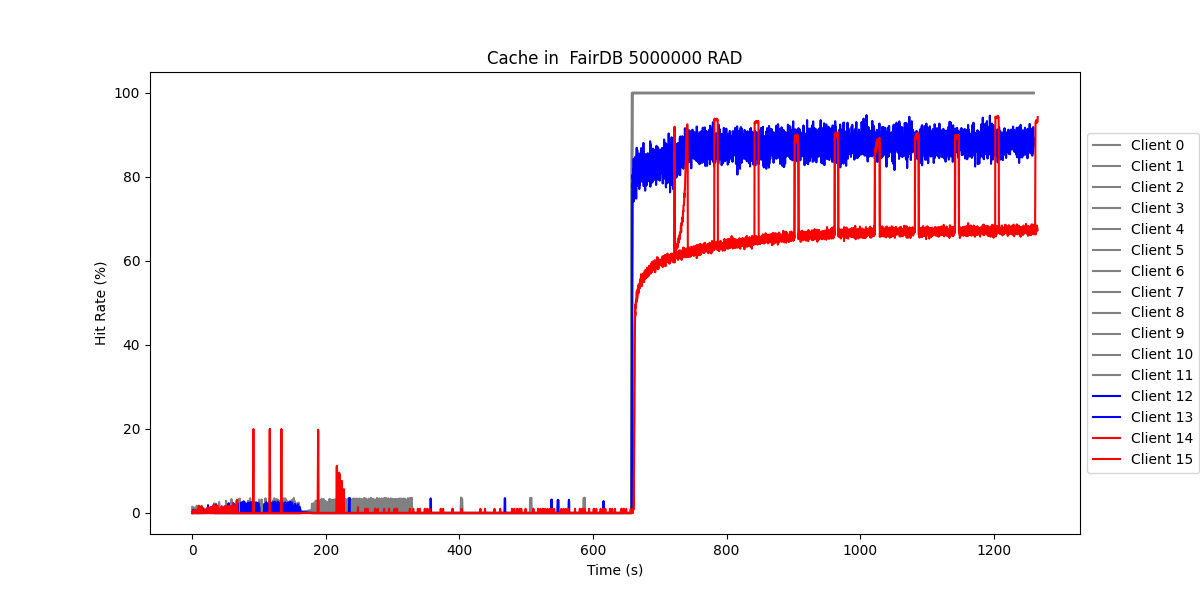 Cache in  FairDB 5000000 RAD
Hit Rate (%)
100
80
60
40
20
0
0 200 400 600 800 1000 1200
Time (s)
Client 0
Client 1
Client 2
Client 3
Client 4
Client 5
Client 6
Client 7
Client 8
Client 9
Client 10
Client 11
Client 12
Client 13
Client 14
Client 15